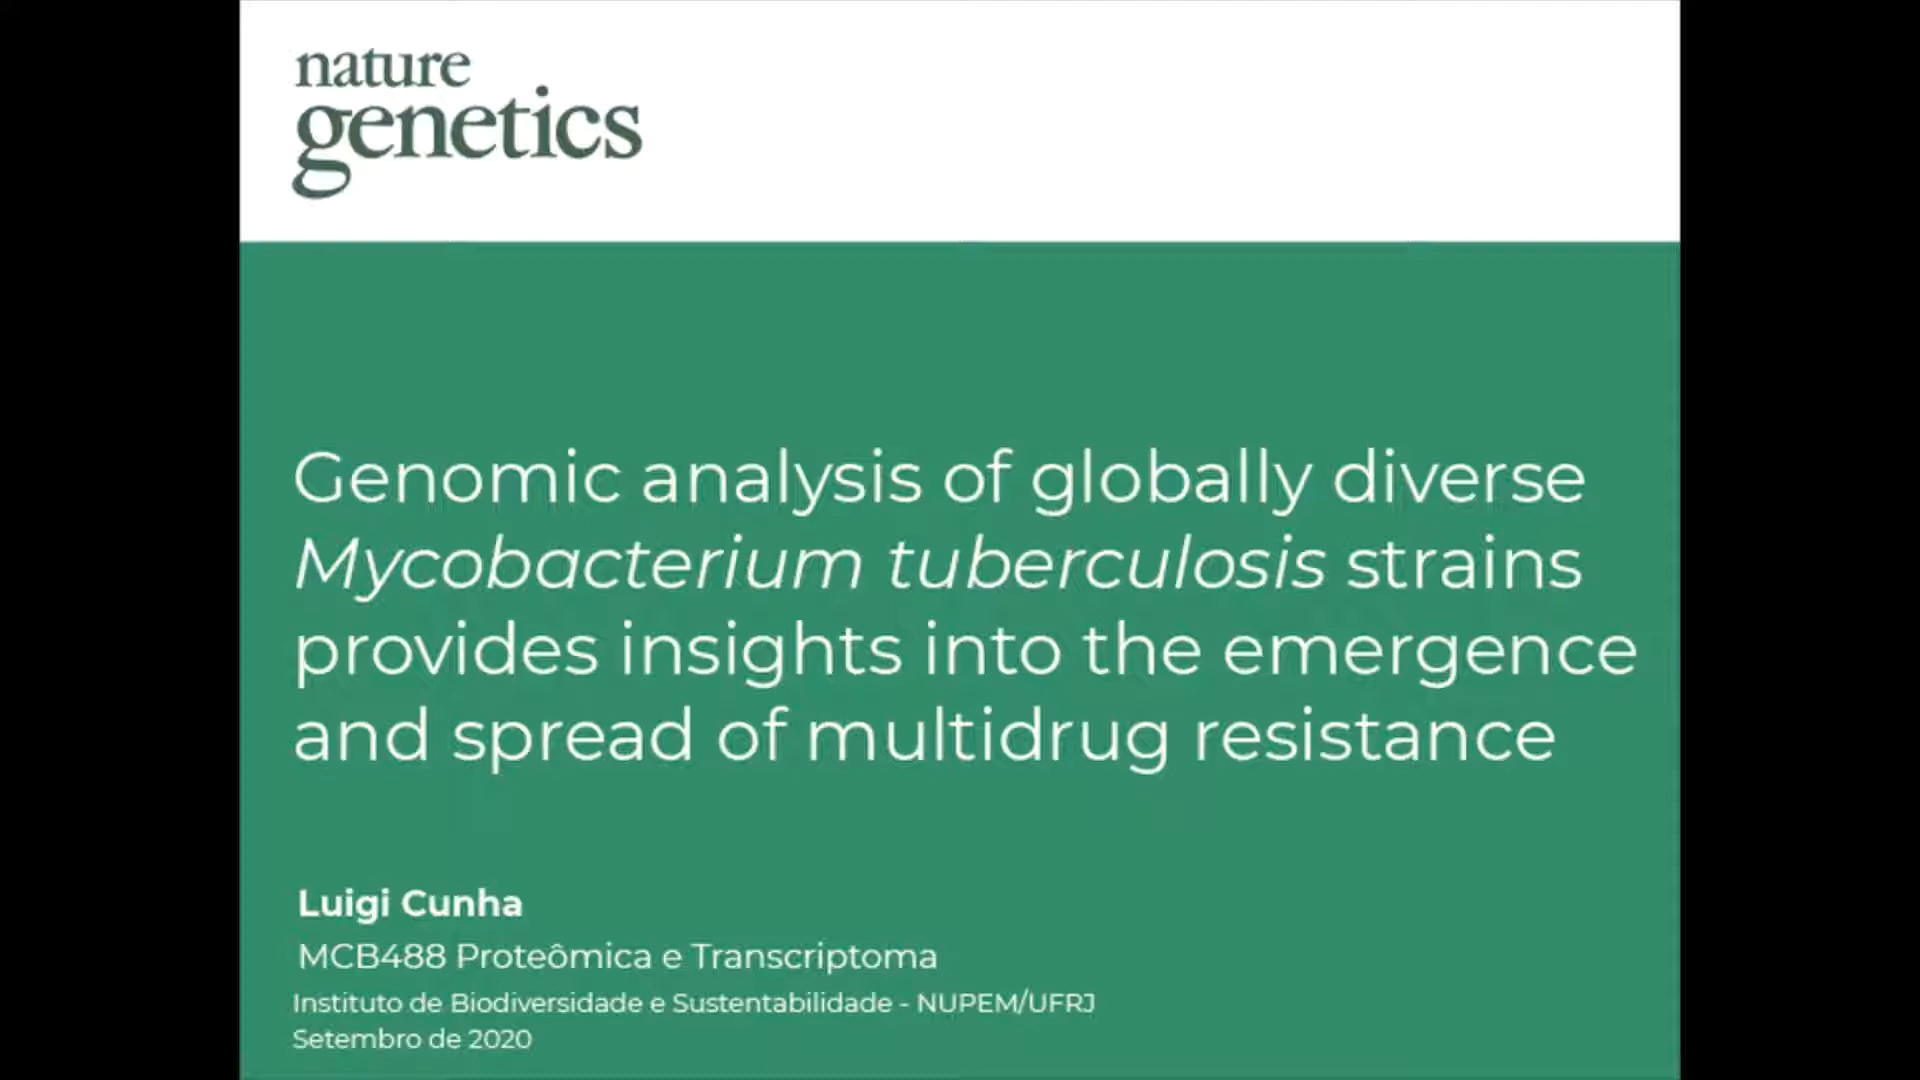 nature
genetics
Genomic analysis of globally diverse
Mycobacterium tuberculosis strains
provides insights into the emergence
and spread of multidrug resistance
Luigi Cunha
MCB488 Proteômica e Transcriptoma
Instituto de Biodiversidade e Sustentabilidade - NUPEM/UFRJ
Setembro de 2020